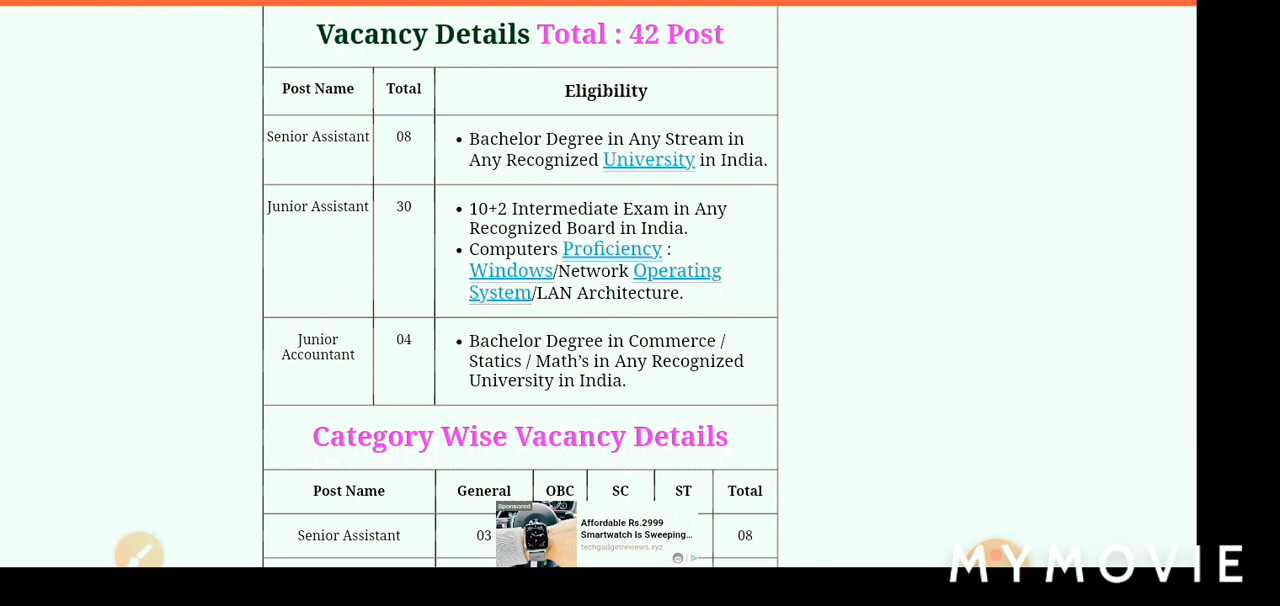 Vacancy Details Total : 42 Post
Post Name Total Eligibility
Senior Assistant 08
• Bachelor Degree in Any Stream in
Any Recognized University in India.
Junior Assistant 30
• 10+2 Intermediate Exam in Any
Recognized Board in India.
• Computers Proficiency :
Windows/Network Operating
System/LAN Architecture.
Junior
Accountant
04
• Bachelor Degree in Commerce /
Statics / Math’s in Any Recognized
University in India.
Category Wise Vacancy Details
Post Name General OBC SC ST Total
Senior Assistant 03 08
Sponsored
Affordable Rs.2999
Smartwatch Is Sweeping...
techgadgetreviews.xyz
MYMOVIE